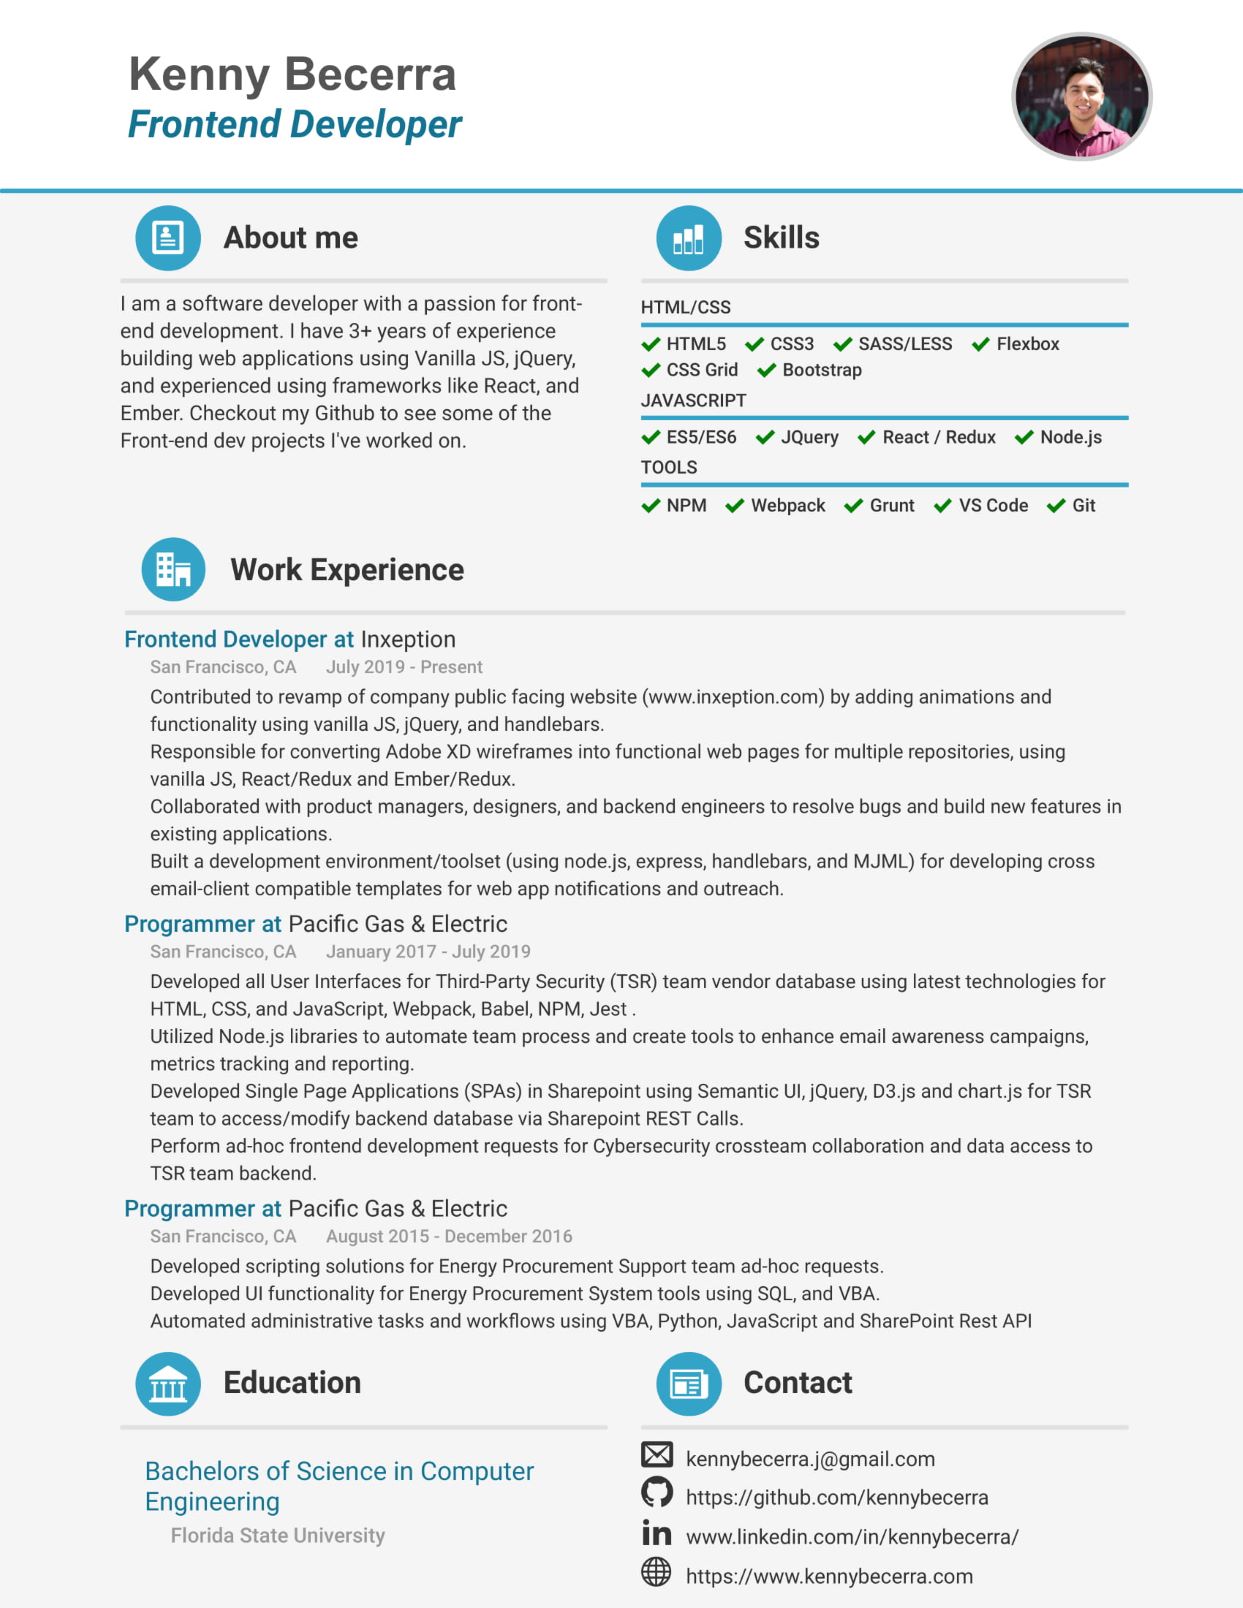 Kenny Becerra
Frontend Developer
About me
I am a software developer with a passion for front-
end development. I have 3+ years of experience
building web applications using Vanilla JS, jQuery,
and experienced using frameworks like React, and
Ember. Checkout my Github to see some of the
Front-end dev projects I've worked on.
Skills
HTML/CSS
HTML5 CSS3 SASS/LESS Flexbox
CSS Grid Bootstrap
JAVASCRIPT
ES5/ES6 JQuery React / Redux Node.js
TOOLS
NPM Webpack Grunt VS Code Git
Work Experience
Frontend Developer at Inxeption
San Francisco, CA July 2019 - Present
Contributed to revamp of company public facing website (www.inxeption.com) by adding animations and
functionality using vanilla JS, jQuery, and handlebars.
Responsible for converting Adobe XD wireframes into functional web pages for multiple repositories, using
vanilla JS, React/Redux and Ember/Redux.
Collaborated with product managers, designers, and backend engineers to resolve bugs and build new features in
existing applications.
Built a development environment/toolset (using node.js, express, handlebars, and MJML) for developing cross
email-client compatible templates for web app notifications and outreach.
Programmer at Pacific Gas & Electric
San Francisco, CA January 2017 - July 2019
Developed all User Interfaces for Third-Party Security (TSR) team vendor database using latest technologies for
HTML, CSS, and JavaScript, Webpack, Babel, NPM, Jest .
Utilized Node.js libraries to automate team process and create tools to enhance email awareness campaigns,
metrics tracking and reporting.
Developed Single Page Applications (SPAs) in Sharepoint using Semantic UI, jQuery, D3.js and chart.js for TSR
team to access/modify backend database via Sharepoint REST Calls.
Perform ad-hoc frontend development requests for Cybersecurity crossteam collaboration and data access to
TSR team backend.
Programmer at Pacific Gas & Electric
San Francisco, CA August 2015 - December 2016
Developed scripting solutions for Energy Procurement Support team ad-hoc requests.
Developed UI functionality for Energy Procurement System tools using SQL, and VBA.
Automated administrative tasks and workflows using VBA, Python, JavaScript and SharePoint Rest API
Education
Bachelors of Science in Computer
Engineering
Florida State University
Contact
kennybecerra.j@gmail.com
https://github.com/kennybecerra
www.linkedin.com/in/kennybecerra/
https://www.kennybecerra.com